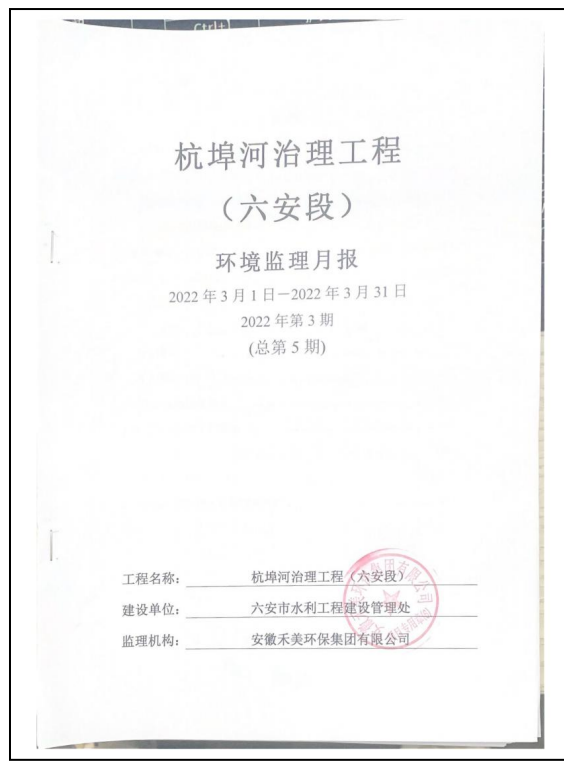 杭埠河治理工程
（六安段）
环境监理月报
2022 年 3 月 1 日－2022 年 3 月 31 日
2022 年第 3 期
(总第 5 期)
工程名称： 杭埠河治理工程（六安段）
建设单位： 六安市水利工程建设管理处
监理机构： 安徽禾美环保集团有限公司